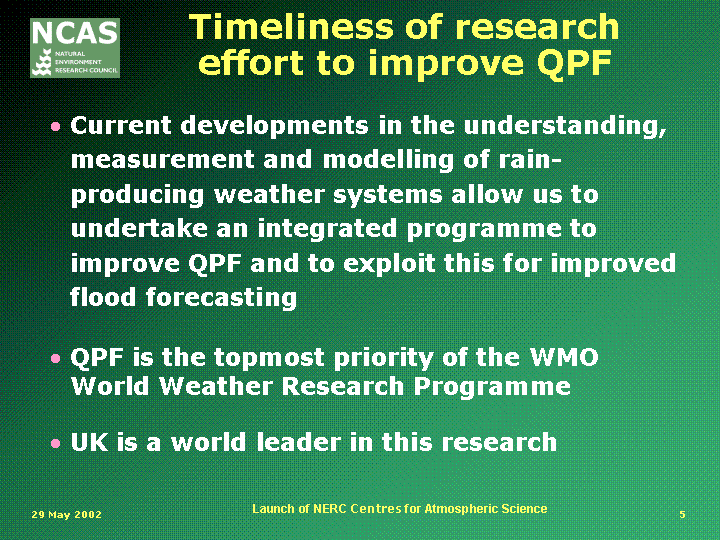 NCAS
NATURAL
ENVIRONMENT
RESEARCH COUNCIL
Timeliness of research
effort to improve QPF
• Current developments in the understanding,
measurement and modelling of rain-
producing weather systems allow us to
undertake an integrated programme to
improve QPF and to exploit this for improved
flood forecasting
• QPF is the topmost priority of the WMO
World Weather Research Programme
• UK is a world leader in this research
29 May 2002
Launch of NERC Centres for Atmospheric Science
5